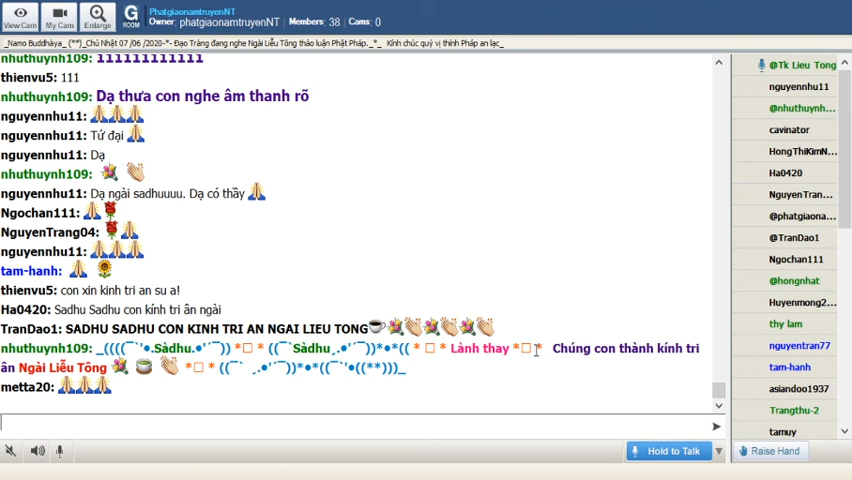 View Cam
My Cam
Enlarge
G
ROOM
PhatgiaonamtruyenNT
Owner: phatgiaonamtruyenNT | Members: 38 | Cams: 0
_Namo Buddhàya_ (**)_Chủ Nhật 07 /06 /2020-*- Đạo Tràng đang nghe Ngài Liễu Tông thảo luận Phật Pháp._*_ Kính chúc quý vị thính Pháp an lạc_
nhuthuynh109: 111111111111
thienvu5: 111
nhuthuynh109: Dạ thưa con nghe âm thanh rõ
nguyennhu11:
nguyennhu11: Tứ đại
nguyennhu11: Dạ
nhuthuynh109:
nguyennhu11: Dạ ngài sadhuuuu. Dạ có thầy
Ngochan111:
NguyenTrang04:
nguyennhu11:
tam-hanh:
thienvu5: con xin kinh tri an su a!
Ha0420: Sadhu Sadhu con kính tri ân ngài
TranDao1: SADHU SADHU CON KINH TRI AN NGAI LIEU TONG
nhuthuynh109: _((((¯`'•.Sàdhu.•'´¯)) *□ * ((¯`Sàdhu¸.•'´¯))*•*(( * □ * Lành thay *□ * Chúng con thành kính tri
ân Ngài Liễu Tông *□ * ((¯` ¸.•'´¯))*•*((¯`'•((**)))_
metta20:
Hold to Talk
@Tk Lieu Tong
nguyennhu11
@nhuthuynh...
cavinator
HongThiKimN...
Ha0420
NguyenTran...
@phatgiaona...
@TranDao1
Ngochan111
@hongnhat
Huyenmong2...
thy lam
nguyentran77
tam-hanh
asiandoo1937
Trangthu-2
tamuy
Raise Hand